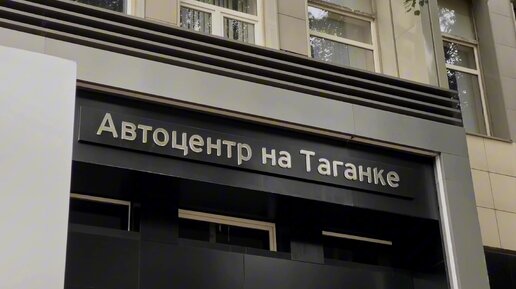 Автоцентр на Таганке